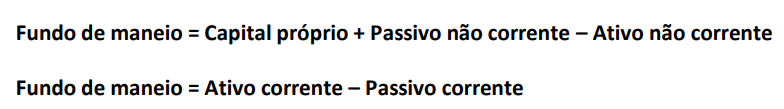 Fundo de maneio = Capital próprio + Passivo não corrente – Ativo não corrente
Fundo de maneio = Ativo corrente – Passivo corrente